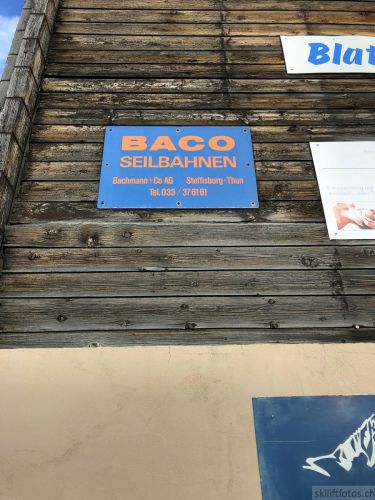 Blat
BACO
SEILBAHNEN
Bachmann + Co AG Steffisburg-Thun
Tel. 033 / 37 61 61
skiliftfotos.ch